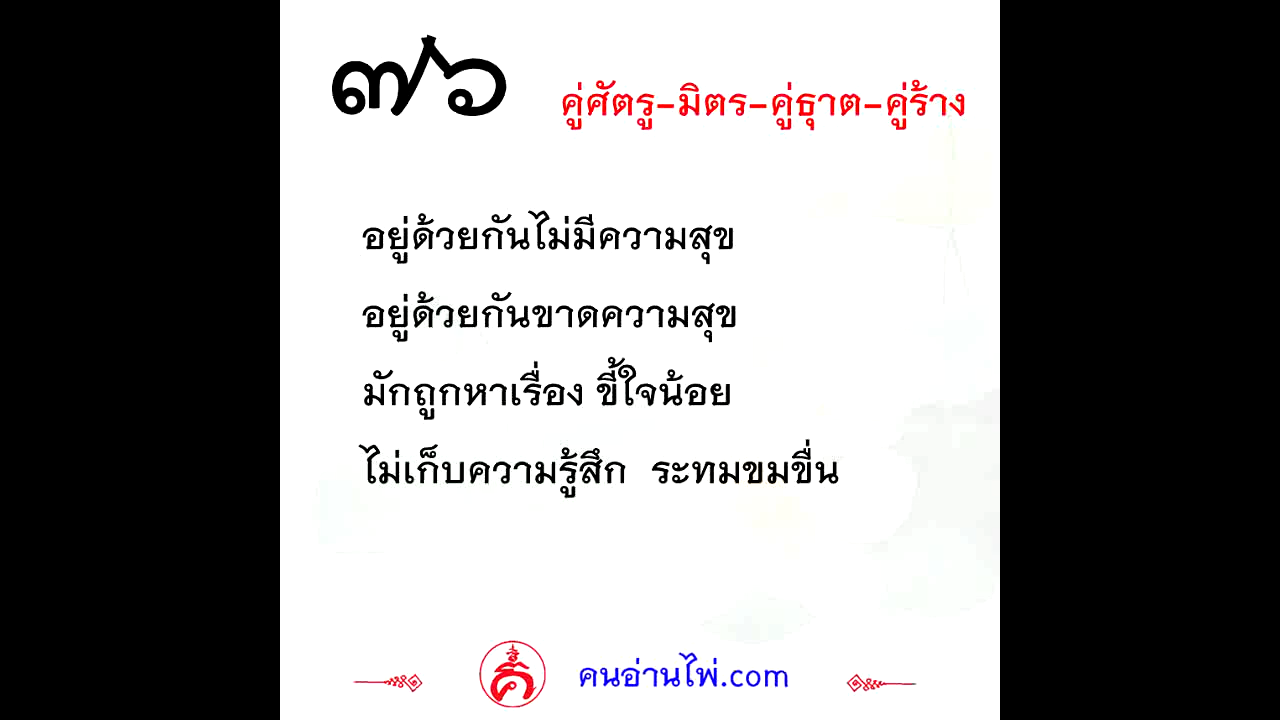 ๗๖
คู่ศัตรู-มิตร-คู่ธุาต-คู่ร้าง
อยู่ด้วยกันไม่มีความสุข
อยู่ด้วยกันขาดความสุข
มักถูกหาเรื่อง ขี้ใจน้อย
ไม่เก็บความรู้สึก ระทมขมขื่น
คนอ่านไพ่.com